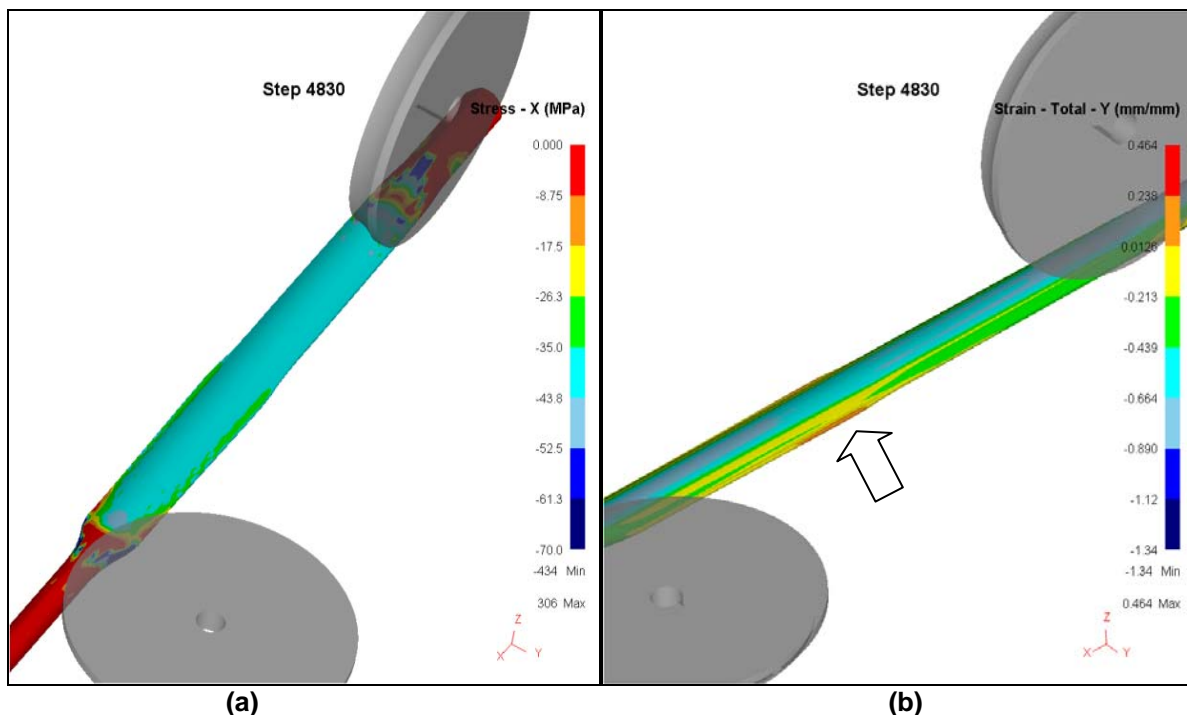 Step 4830
Stress - X (MPa)
0.000
-8.75
-17.5
-26.3
-35.0
-43.8
-52.5
-61.3
-70.0
-434 Min
306 Max
Z
X
Y
(a)
Step 4830
Strain - Total - Y (mm/mm)
0.464
0.238
0.0126
-0.213
-0.439
-0.664
-0.890
-1.12
-1.34
-1.34 Min
0.464 Max
Z
X
Y
(b)